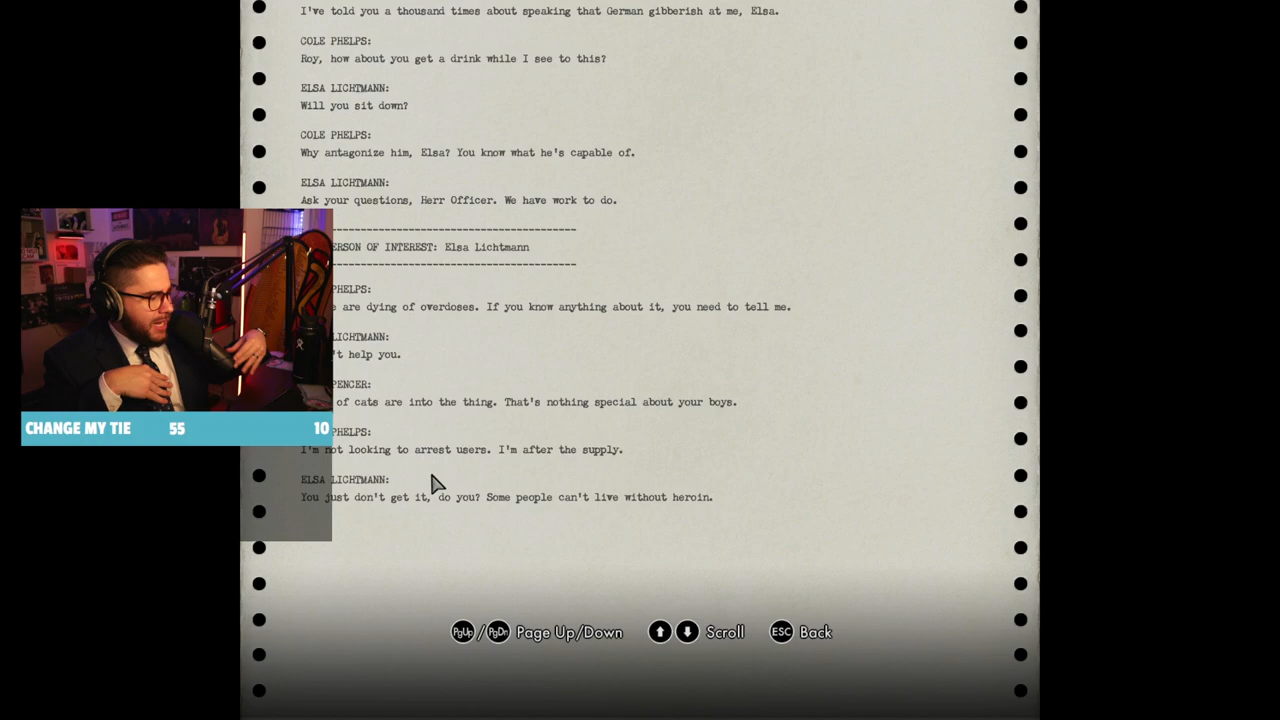 I've told you a thousand times about speaking that German gibberish at me, Elsa.
COLE PHELPS:
Roy, how about you get a drink while I see to this?
ELSA LICHTMANN:
Will you sit down?
COLE PHELPS:
Why antagonize him, Elsa? You know what he's capable of.
ELSA LICHTMANN:
Ask your questions, Herr Officer. We have work to do.
ERSON OF INTEREST: Elsa Lichtmann
PHELPS:
are dying of overdoses. If you know anything about it, you need to tell me.
LICHTMANN:
't help you.
PENCER:
of cats are into the thing. That's nothing special about your boys.
PHELPS:
I'm not looking to arrest users. I'm after the supply.
ELSA LICHTMANN:
You just don't get it, do you? Some people can't live without heroin.
CHANGE MY TIE 55 10
PgUp / PgDn Page Up/Down Scroll ESC Back